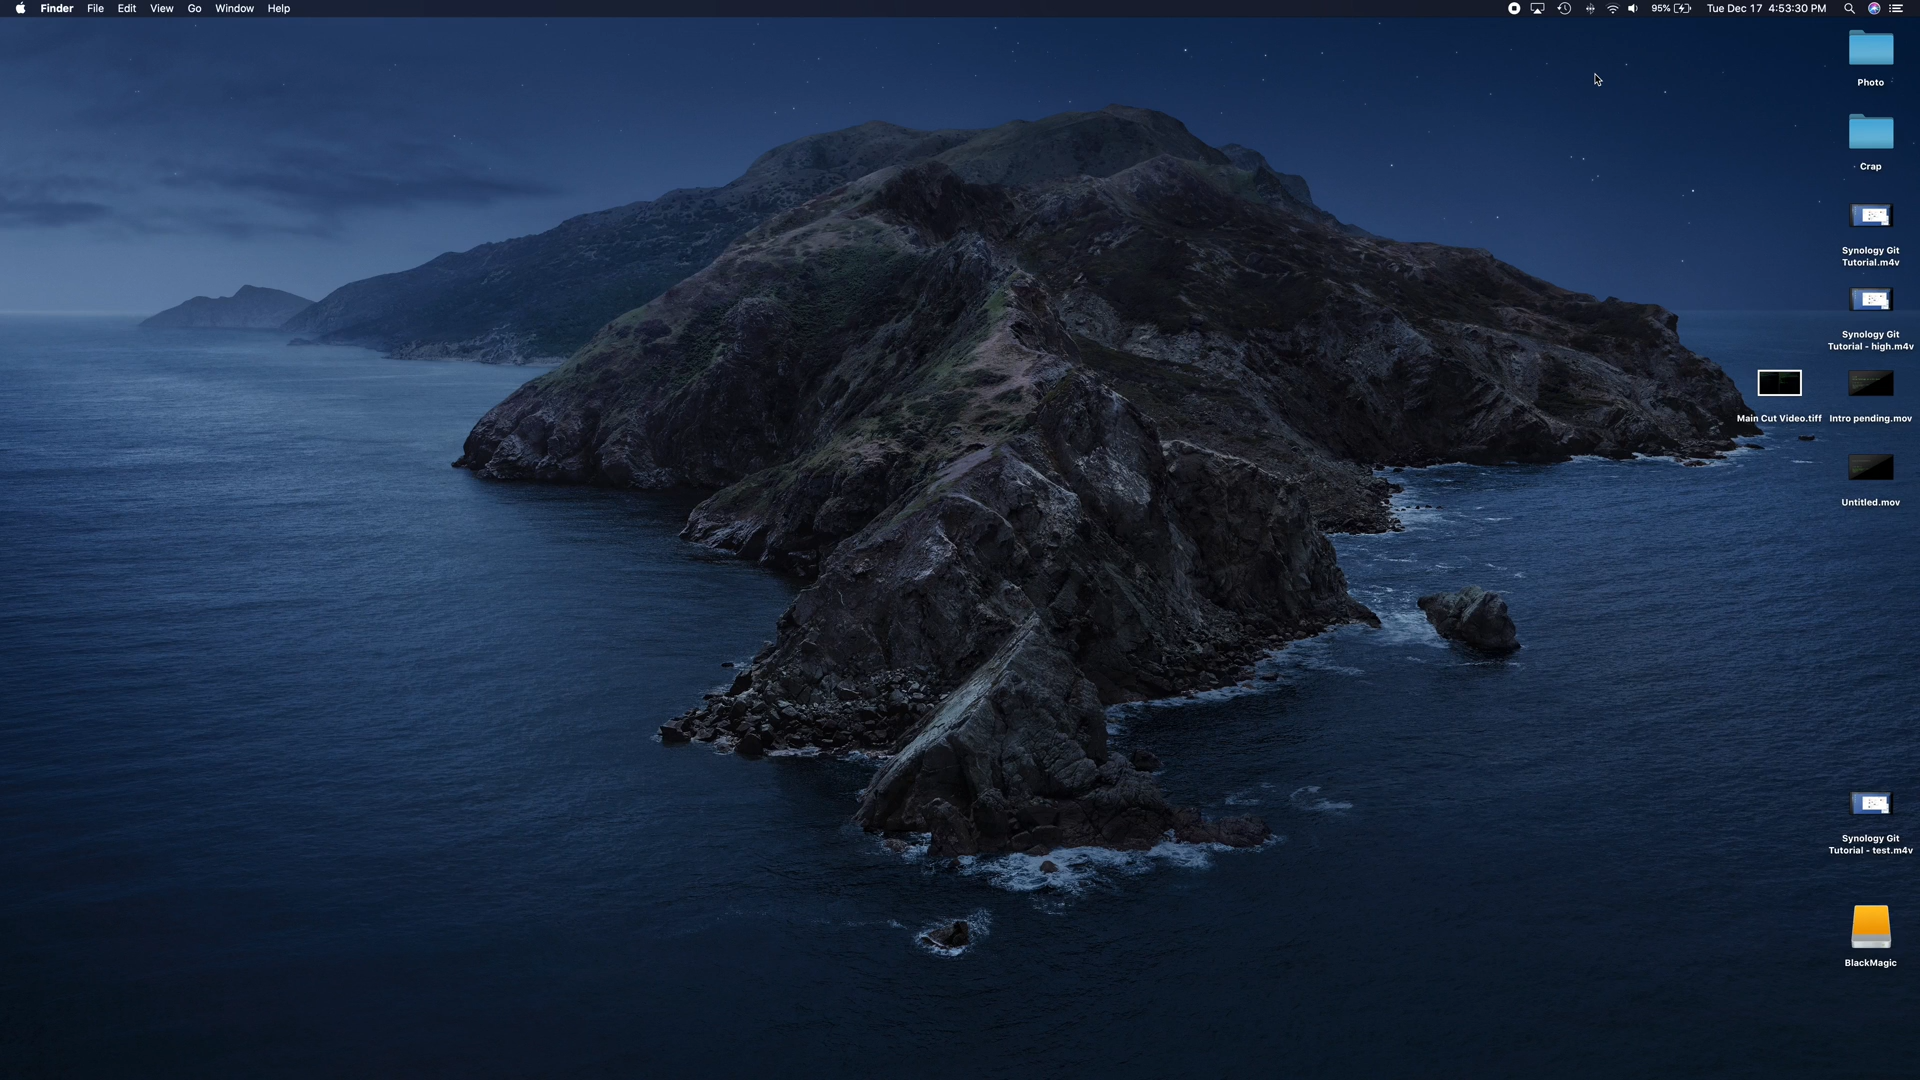 Finder File Edit View Go Window Help
95% Tue Dec 17 4:53:30 PM
Photo
Crap
Synology Git
Tutorial.m4v
Synology Git
Tutorial - high.m4v
Main Cut Video.tiff
Intro pending.mov
Untitled.mov
Synology Git
Tutorial - test.m4v
BlackMagic